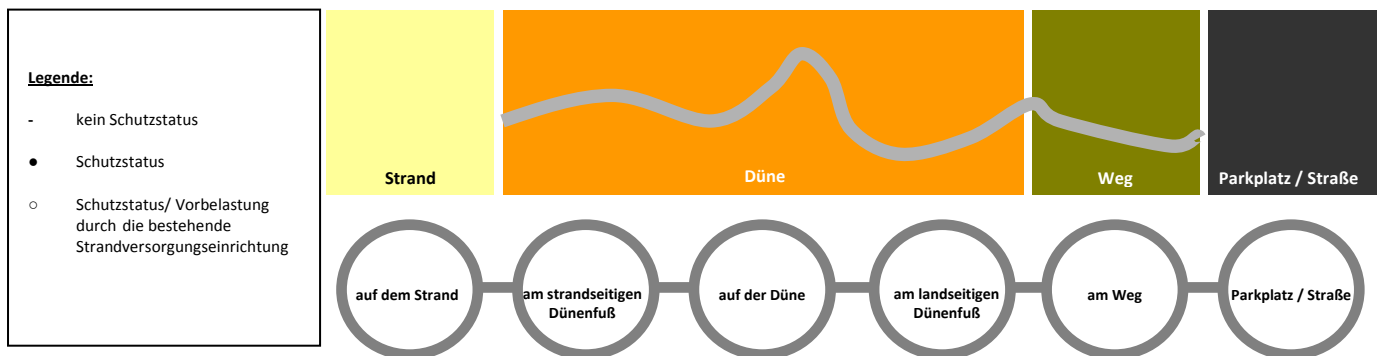 Legende:
- kein Schutzstatus
● Schutzstatus
○ Schutzstatus/ Vorbelastung
durch die bestehende
Strandversorgungseinrichtung
Strand
Düne
Weg
Parkplatz / Straße
auf dem Strand
am strandseitigen
Dünenfuß
auf der Düne
am landseitigen
Dünenfuß
am Weg
Parkplatz / Straße